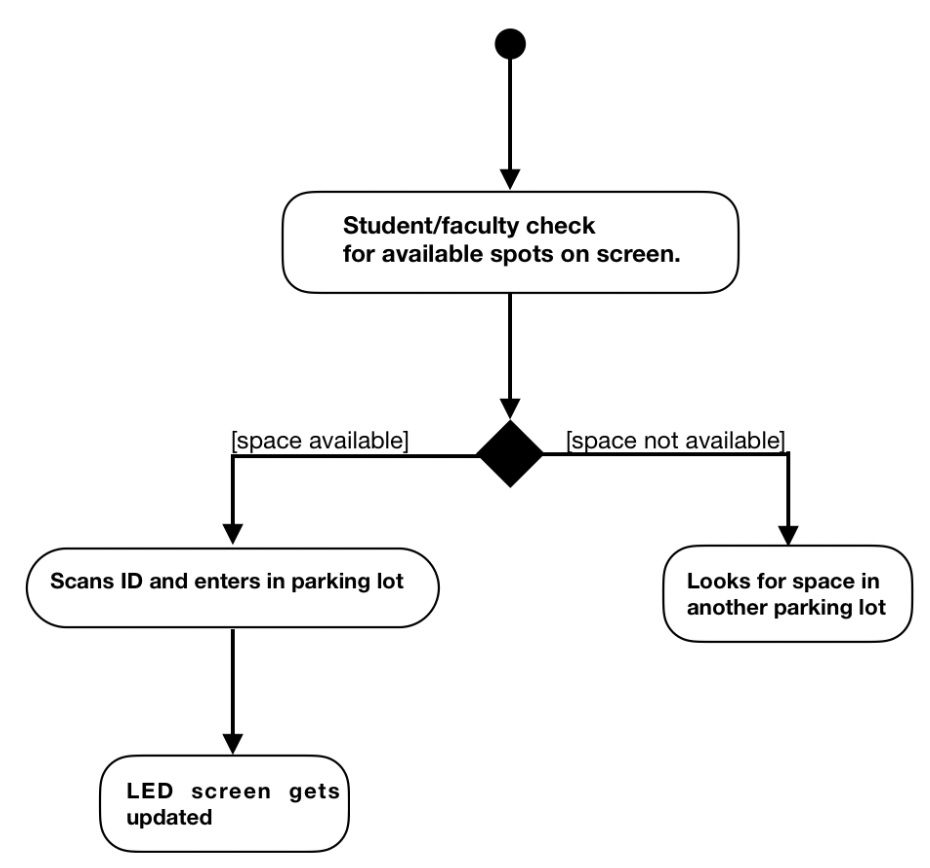 Student/faculty check
for available spots on screen.
[space available]
[space not available]
Scans ID and enters in parking lot
Looks for space in
another parking lot
LED screen gets
updated